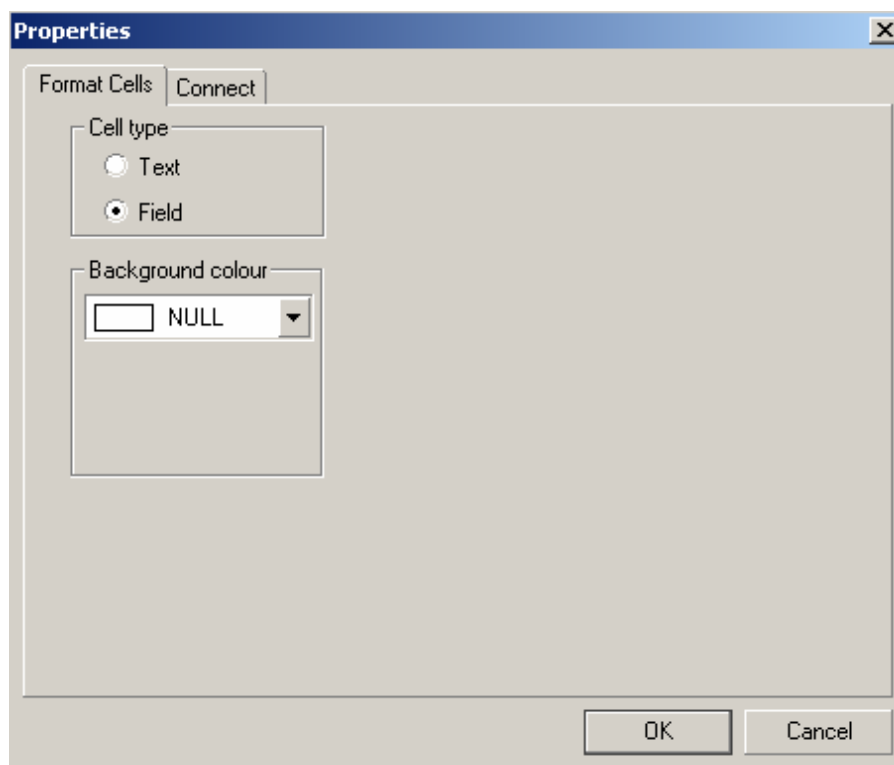 Properties
Format Cells Connect
Cell type
Text
Field
Background colour
NULL
OK Cancel